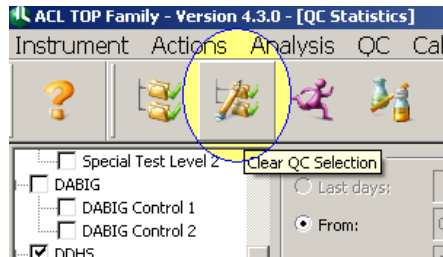 ACL TOP Family - Version 4.3.0 - [QC Statistics]
Instrument Actions Analysis QC
Special Test Level 2
Clear QC Selection
DABIG
Last days:
DABIG Control 1
From:
DABIG Control 2
DDHS